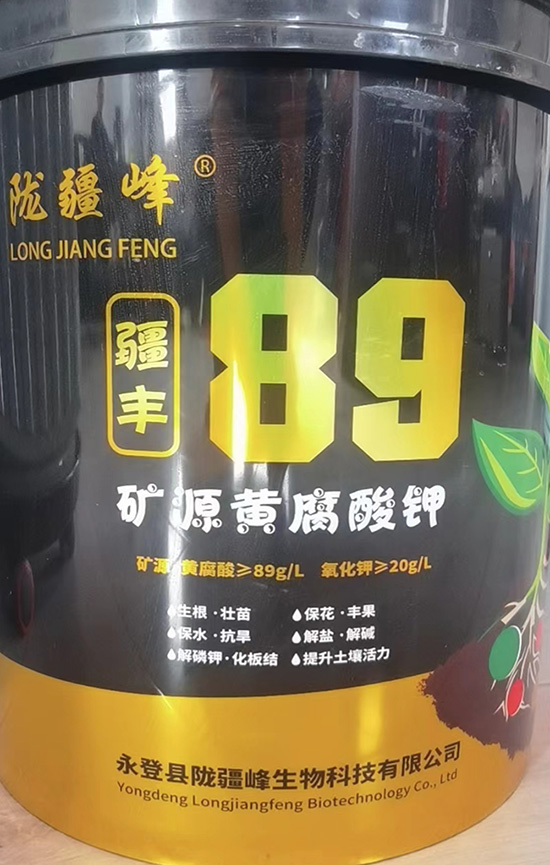 陇疆峰®
LONG JIANG FENG
疆丰
89
矿源黄腐酸钾
矿源 黄腐酸≥89g/L 氧化钾≥20g/L
生根·壮苗 保花·丰果
保水·抗旱 解盐·解碱
解磷钾·化板结 提升土壤活力
永登县陇疆峰生物科技有限公司
Yongdeng Longjiangfeng Biotechnology Co., Ltd